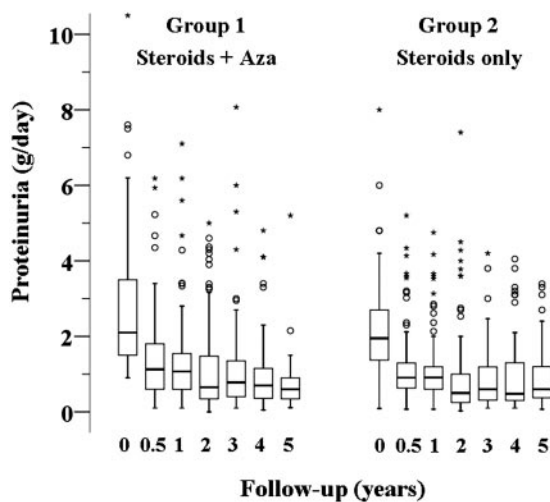 Group 1
Steroids + Aza
Group 2
Steroids only
Proteinuria (g/day)
10
8
6
4
2
0
0 0.5 1 2 3 4 5
0 0.5 1 2 3 4 5
Follow-up (years)